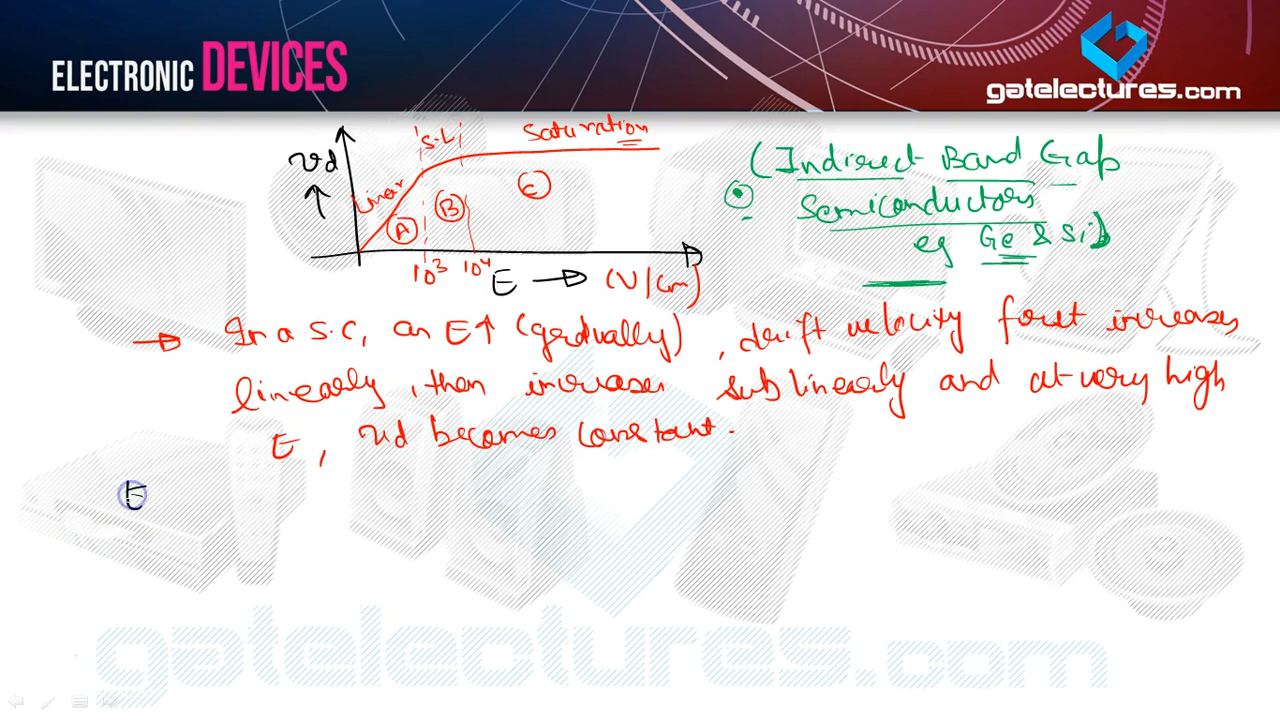 ELECTRONIC DEVICES
gatelectures.com
vd
Linear
S.L
Saturation
A
B
C
10³
10⁴
E → (V/cm)
(Indirect Band Gap
Semiconductors
eg Ge & Si)
→ In a S.C, an E↑ (gradually), drift velocity first increases
linearly, then increases sublinearly and at very high
E, vd becomes constant.
E
gatelectures.com